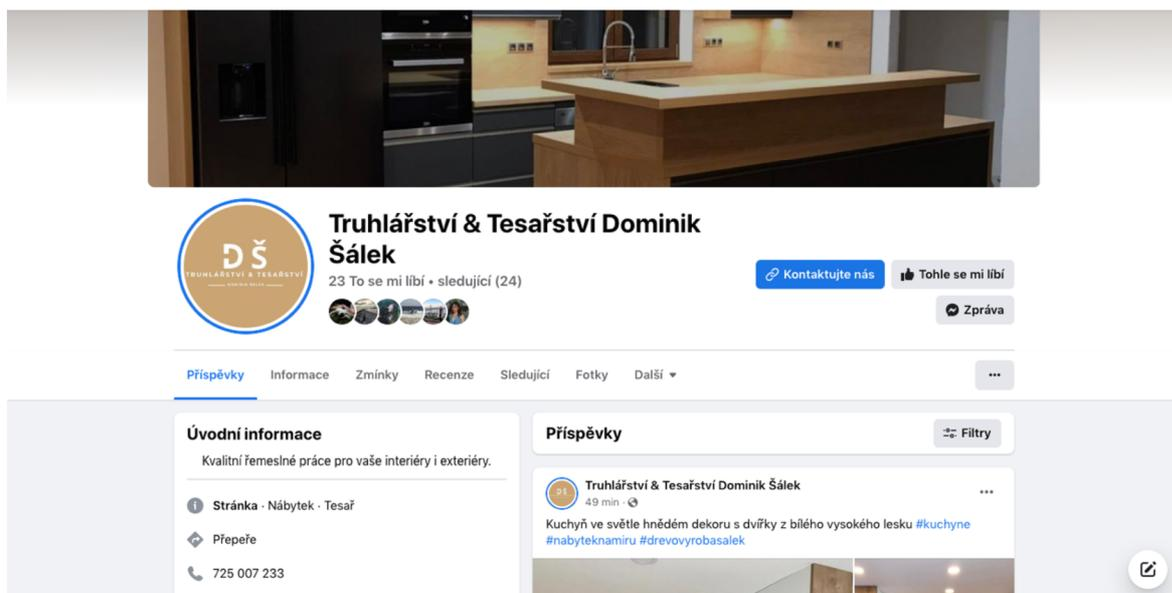 Truhlářství & Tesařství Dominik
Šálek
23 To se mi líbí • sledující (24)
Kontaktujte nás
Tohle se mi líbí
Zpráva
DŠ
TRUHLÁŘSTVÍ & TESAŘSTVÍ
Příspěvky
Informace
Zmínky
Recenze
Sledující
Fotky
Další
Úvodní informace
Kvalitní řemeslné práce pro vaše interiéry i exteriéry.
Stránka · Nábytek · Tesař
Přepeře
725 007 233
Příspěvky
Filtry
DŠ
Truhlářství & Tesařství Dominik Šálek
49 min ·
Kuchyň ve světle hnědém dekoru s dvířky z bílého vysokého lesku #kuchyne
#nabyteknamiru #drevovyrobasalek